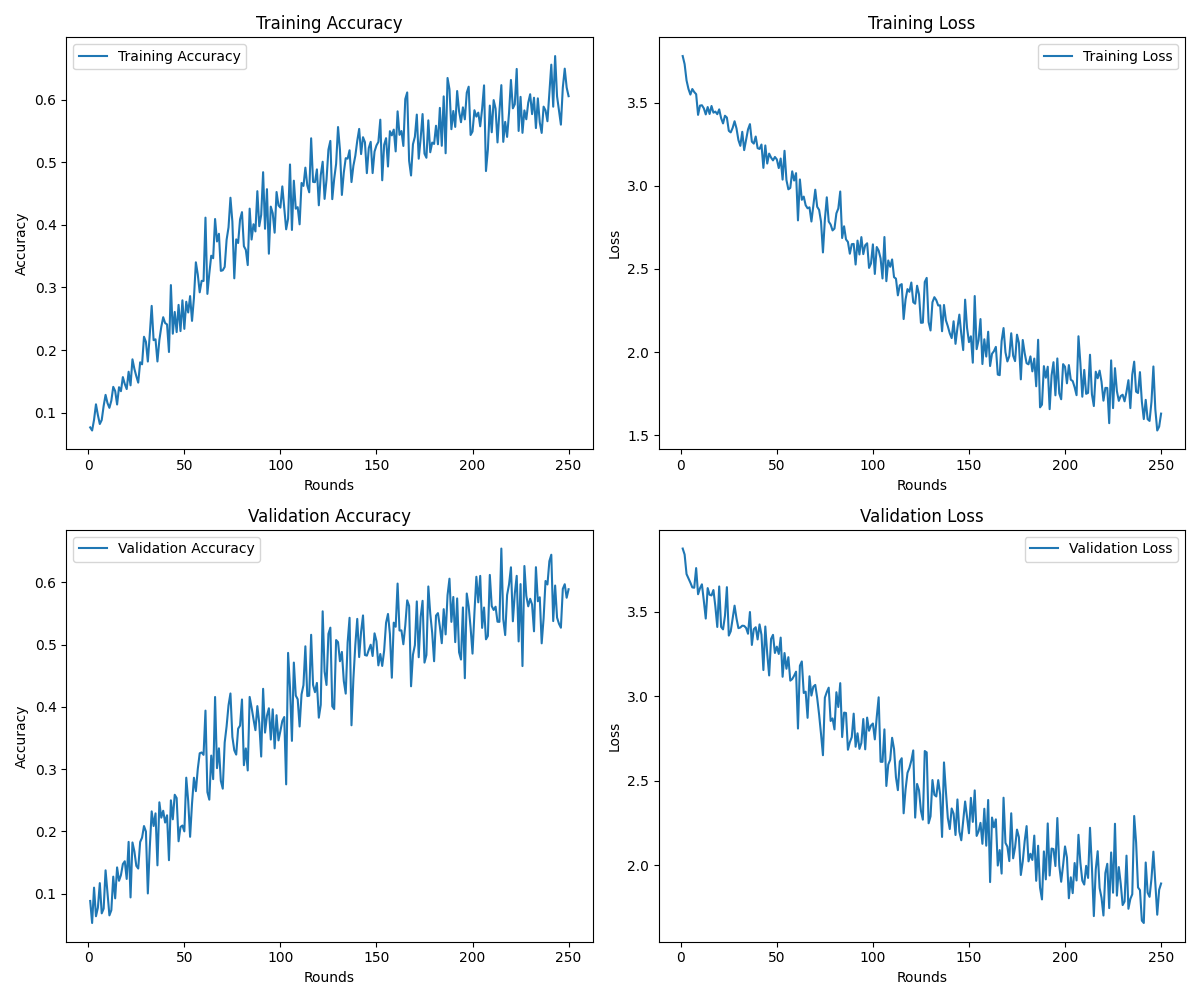 Training Accuracy
Training Loss
Training Accuracy
Training Loss
Accuracy
0.6
0.5
0.4
0.3
0.2
0.1
Loss
3.5
3.0
2.5
2.0
1.5
0 50 100 150 200 250
0 50 100 150 200 250
Rounds
Rounds
Validation Accuracy
Validation Loss
Validation Accuracy
Validation Loss
Accuracy
0.6
0.5
0.4
0.3
0.2
0.1
Loss
3.5
3.0
2.5
2.0
0 50 100 150 200 250
0 50 100 150 200 250
Rounds
Rounds